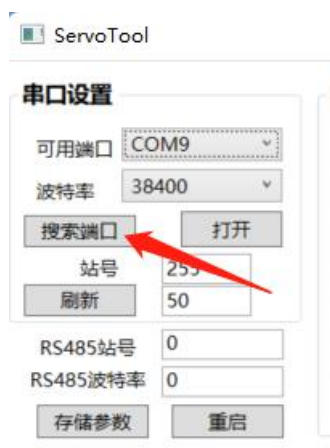 ServoTool
串口设置
可用端口 COM9
波特率 38400
搜索端口 打开
站号 255
刷新 50
RS485站号 0
RS485波特率 0
存储参数 重启